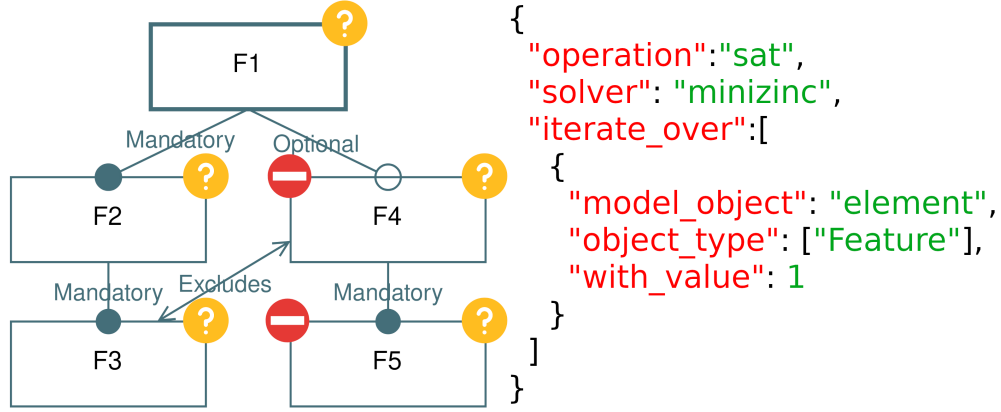 ?
F1
Mandatory
Optional
?
?
F2
F4
Excludes
Mandatory
Mandatory
?
?
F3
F5
{
"operation":"sat",
"solver": "minizinc",
"iterate_over":[
{
"model_object": "element",
"object_type": ["Feature"],
"with_value": 1
}
]
}